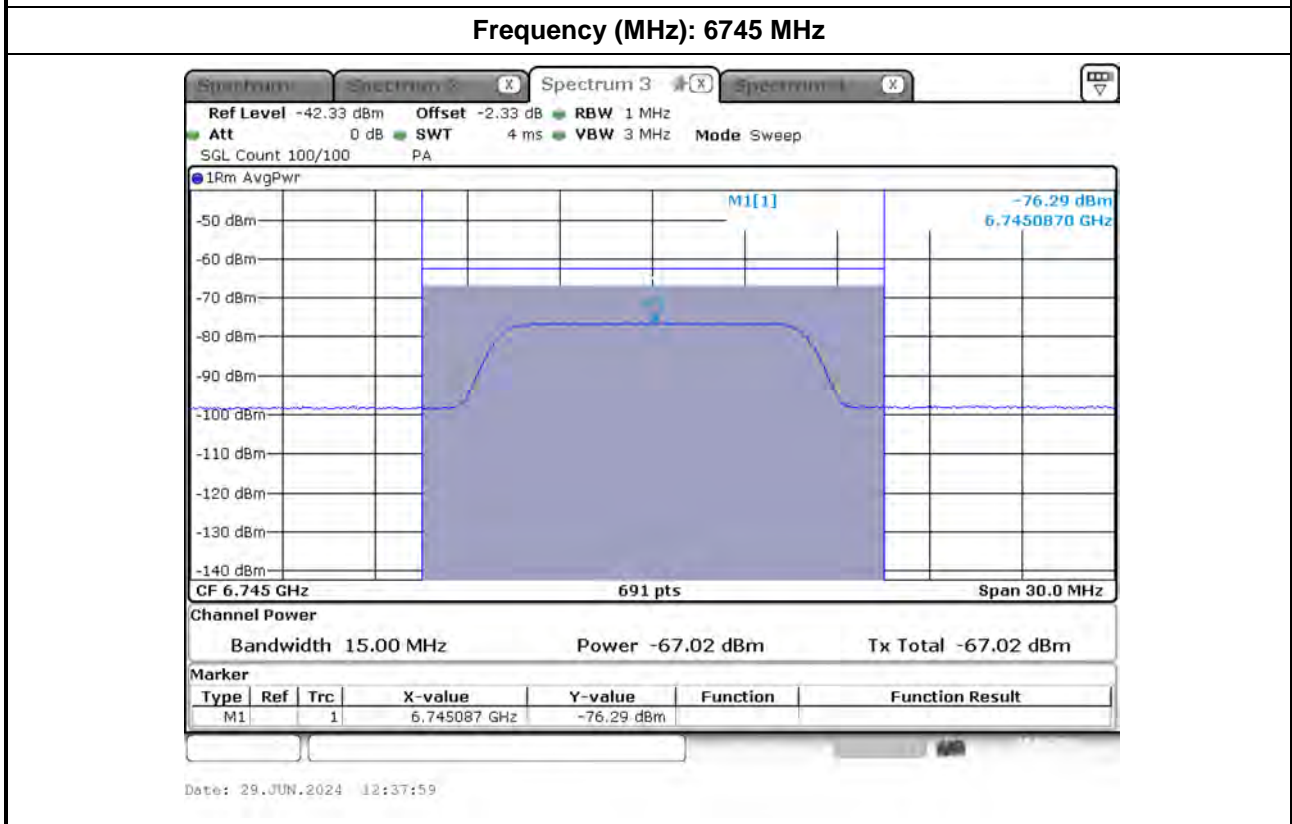 Frequency (MHz): 6745 MHz
Spectrum Spectrum 2 X Spectrum 3 X Spectrum 4 X
Ref Level -42.33 dBm Offset -2.33 dB RBW 1 MHz
Att 0 dB SWT 4 ms VBW 3 MHz Mode Sweep
SGL Count 100/100 PA
1Rm AvgPwr
M1[1] -76.29 dBm
6.7450870 GHz
-50 dBm
-60 dBm
-70 dBm
-80 dBm
-90 dBm
-100 dBm
-110 dBm
-120 dBm
-130 dBm
-140 dBm
CF 6.745 GHz 691 pts Span 30.0 MHz
Channel Power
Bandwidth 15.00 MHz Power -67.02 dBm Tx Total -67.02 dBm
Marker
Type Ref Trc X-value Y-value Function Function Result
M1 1 6.745087 GHz -76.29 dBm
Date: 29.JUN.2024 12:37:59